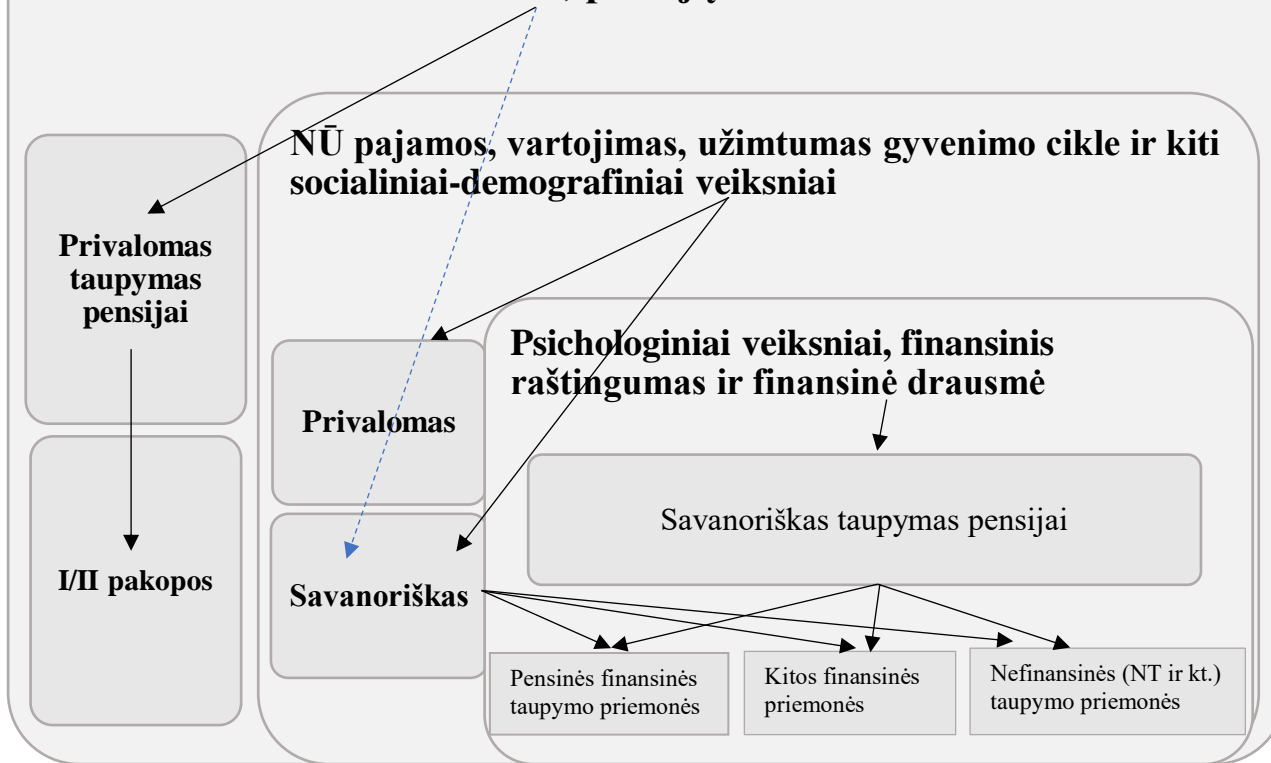 NŪ pajamos, vartojimas, užimtumas gyvenimo cikle ir kiti
socialiniai-demografiniai veiksniai
Privalomas
taupymas
pensijai
Psichologiniai veiksniai, finansinis
raštingumas ir finansinė drausmė
Privalomas
Savanoriškas taupymas pensijai
I/II pakopos
Savanoriškas
Pensinės finansinės
taupymo priemonės
Kitos finansinės
priemonės
Nefinansinės (NT ir kt.)
taupymo priemonės